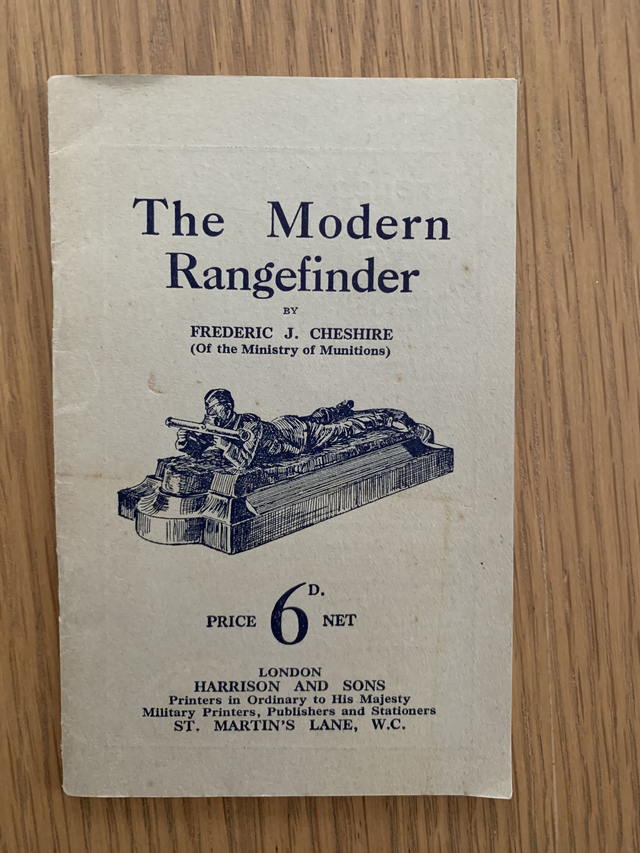 The Modern
Rangefinder
BY
FREDERIC J. CHESHIRE
(Of the Ministry of Munitions)
PRICE 6D. NET
LONDON
HARRISON AND SONS
Printers in Ordinary to His Majesty
Military Printers, Publishers and Stationers
ST. MARTIN'S LANE, W.C.